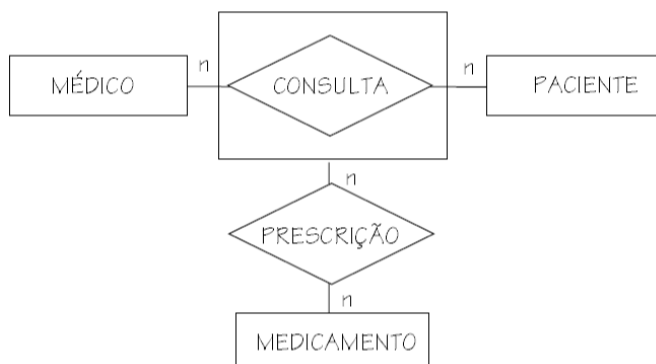 MÉDICO
n
CONSULTA
n
PACIENTE
n
PRESCRIÇÃO
n
MEDICAMENTO